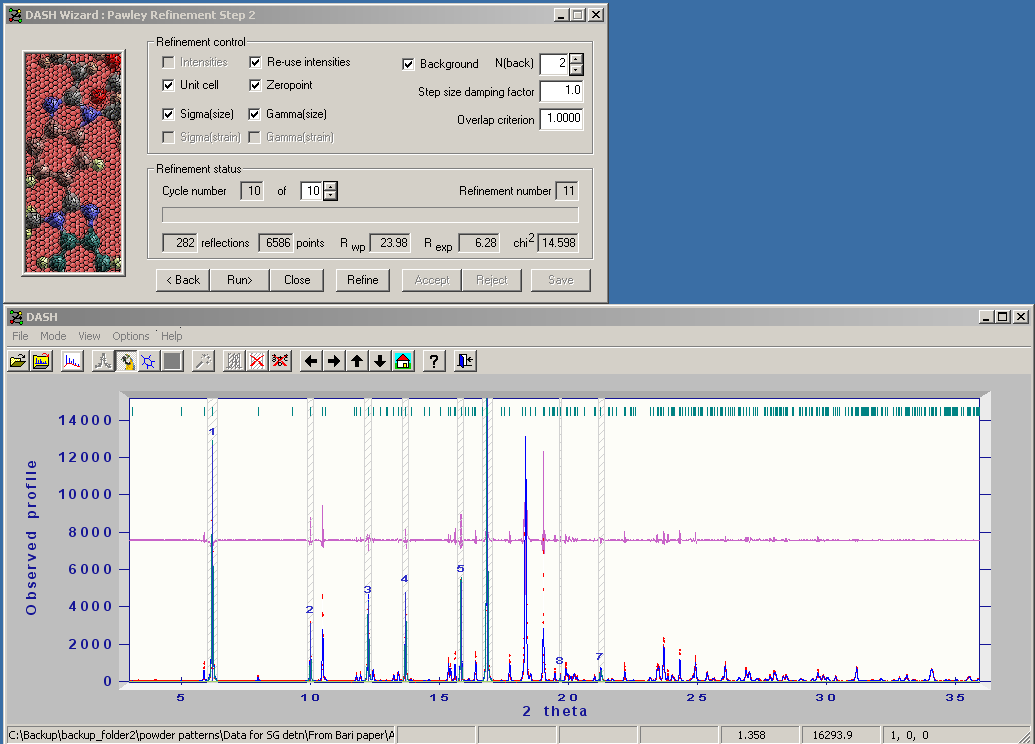 DASH Wizard : Pawley Refinement Step 2
Refinement control
Intensities Re-use intensities Background N(back) 2
Unit cell Zeropoint Step size damping factor 1.0
Sigma(size) Gamma(size) Overlap criterion 1.0000
Sigma(strain) Gamma(strain)
Refinement status
Cycle number 10 of 10 Refinement number 11
282 reflections 6586 points R wp 23.98 R exp 6.28 chi2 14.598
< Back Run> Close Refine Accept Reject Save
DASH
File Mode View Options Help
?
14000
12000
10000
8000
6000
4000
2000
0
Observed profile
1
2
3
4
5
8
7
5 10 15 20 25 30 35
2 theta
C:\Backup\backup_folder2\powder patterns\Data for SG detn\From Bari paper\A 1.358 16293.9 1, 0, 0